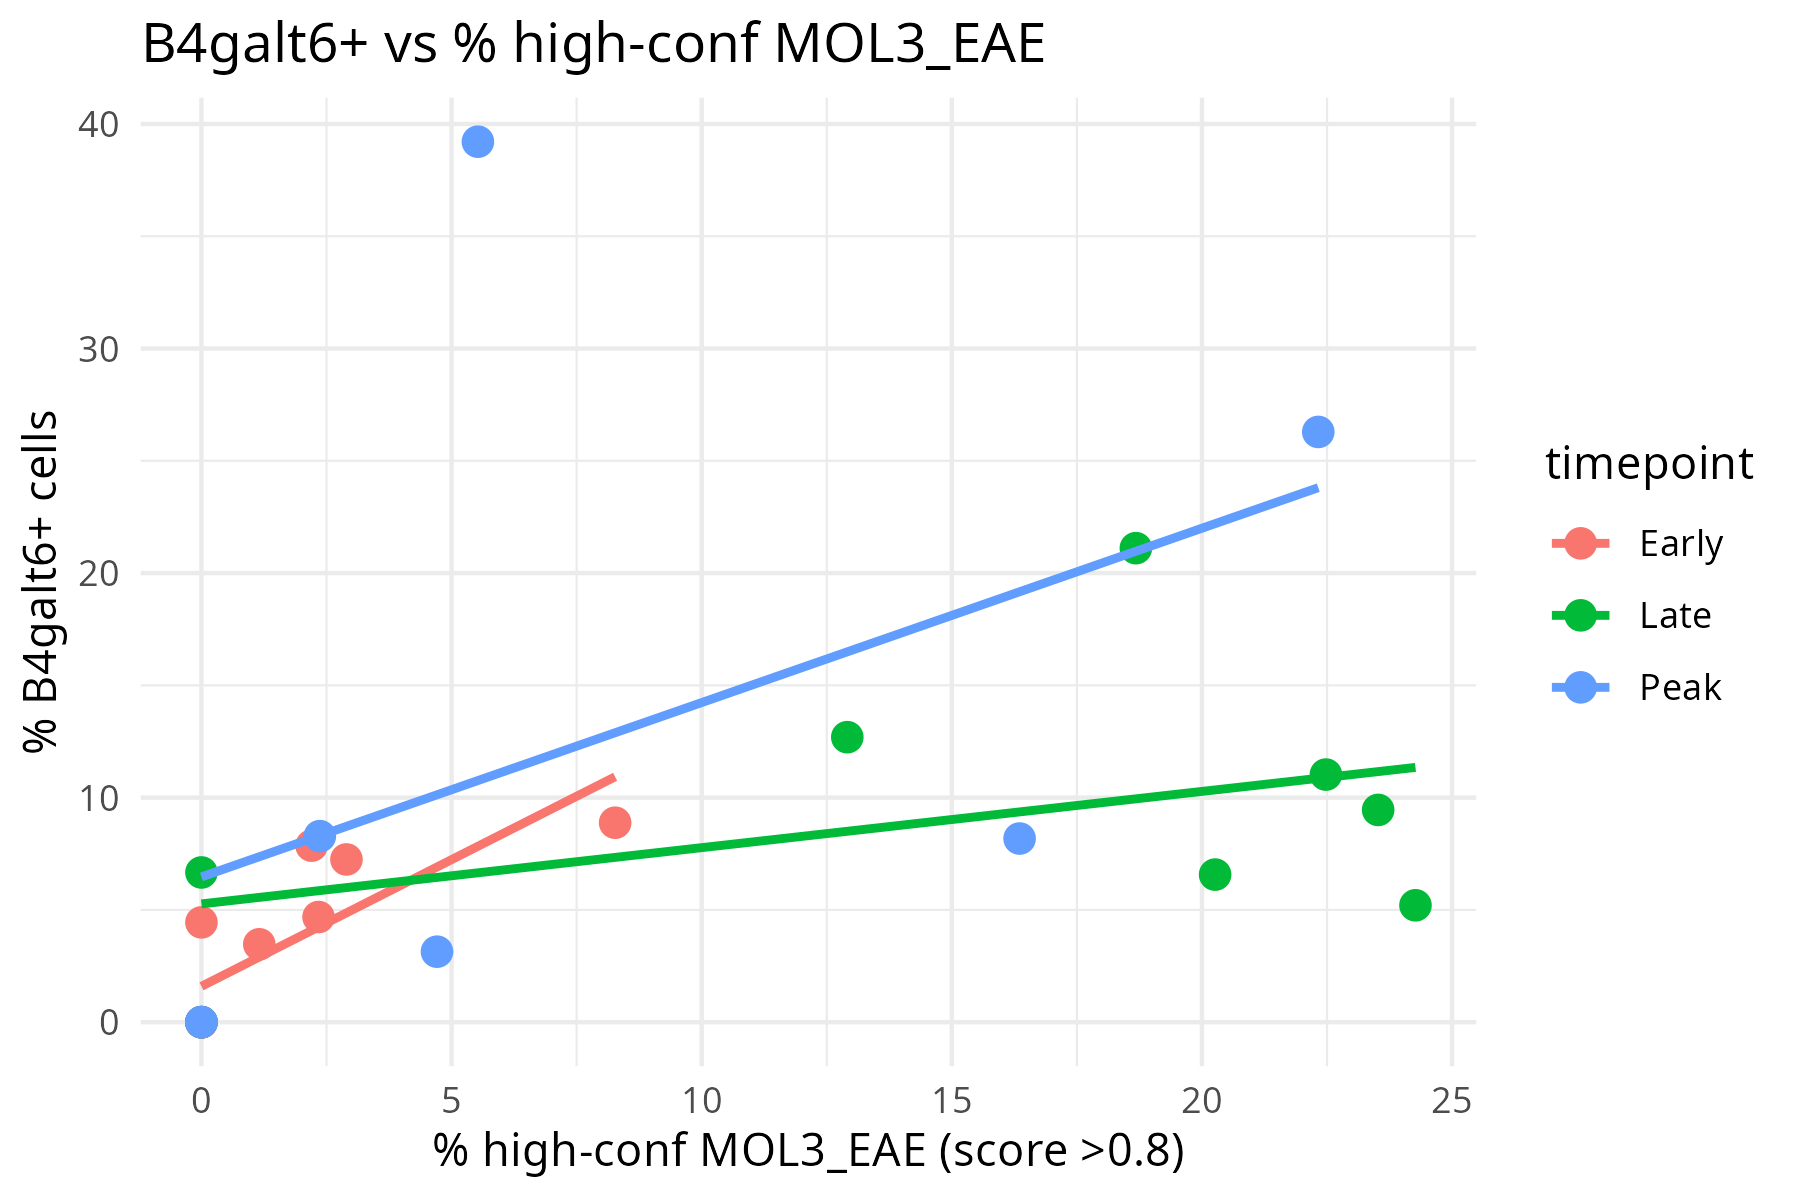 B4galt6+ vs % high-conf MOL3_EAE
40
30
20
10
0
% B4galt6+ cells
0 5 10 15 20 25
% high-conf MOL3_EAE (score >0.8)
timepoint
Early
Late
Peak